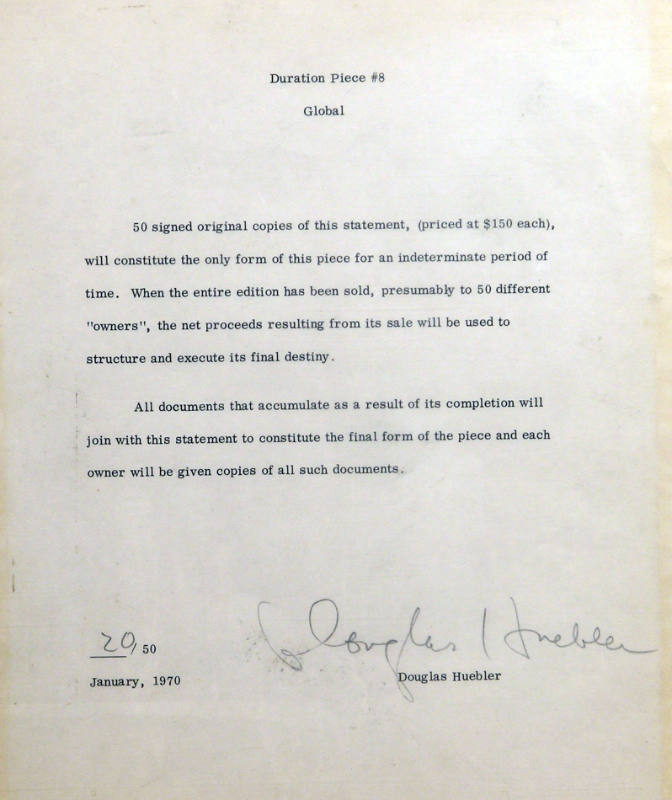 Duration Piece #8
Global
50 signed original copies of this statement, (priced at $150 each),
will constitute the only form of this piece for an indeterminate period of
time. When the entire edition has been sold, presumably to 50 different
"owners", the net proceeds resulting from its sale will be used to
structure and execute its final destiny.
All documents that accumulate as a result of its completion will
join with this statement to constitute the final form of the piece and each
owner will be given copies of all such documents.
Douglas Huebler
20/50
January, 1970
Douglas Huebler